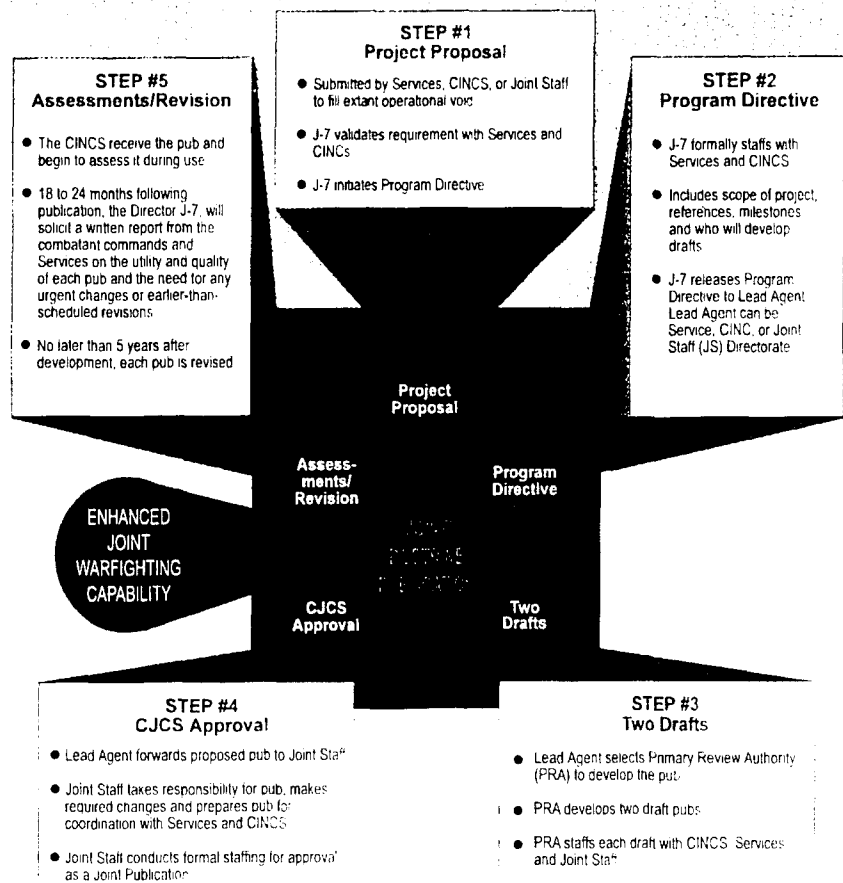 STEP #1
Project Proposal
● Submitted by Services, CINCS, or Joint Staff
to fill extant operational void
● J-7 validates requirement with Services and
CINCs
● J-7 initiates Program Directive
STEP #5
Assessments/Revision
● The CINCS receive the pub and
begin to assess it during use
● 18 to 24 months following
publication, the Director J-7, will
solicit a written report from the
combatant commands and
Services on the utility and quality
of each pub and the need for any
urgent changes or earlier-than-
scheduled revisions
● No later than 5 years after
development, each pub is revised
STEP #2
Program Directive
● J-7 formally staffs with
Services and CINCS
● Includes scope of project,
references, milestones
and who will develop
drafts
● J-7 releases Program
Directive to Lead Agent
Lead Agent can be
Service, CINC, or Joint
Staff (JS) Directorate
Project
Proposal
Assess-
ments/
Revision
Program
Directive
ENHANCED
JOINT
WARFIGHTING
CAPABILITY
JOINT
DOCTRINE
PUBLICATION
CJCS
Approval
Two
Drafts
STEP #4
CJCS Approval
● Lead Agent forwards proposed pub to Joint Staff
● Joint Staff takes responsibility for pub, makes
required changes and prepares pub for
coordination with Services and CINCS
● Joint Staff conducts formal staffing for approval
as a Joint Publication
STEP #3
Two Drafts
● Lead Agent selects Primary Review Authority
(PRA) to develop the pub
● PRA develops two draft pubs
● PRA staffs each draft with CINCS Services
and Joint Staff